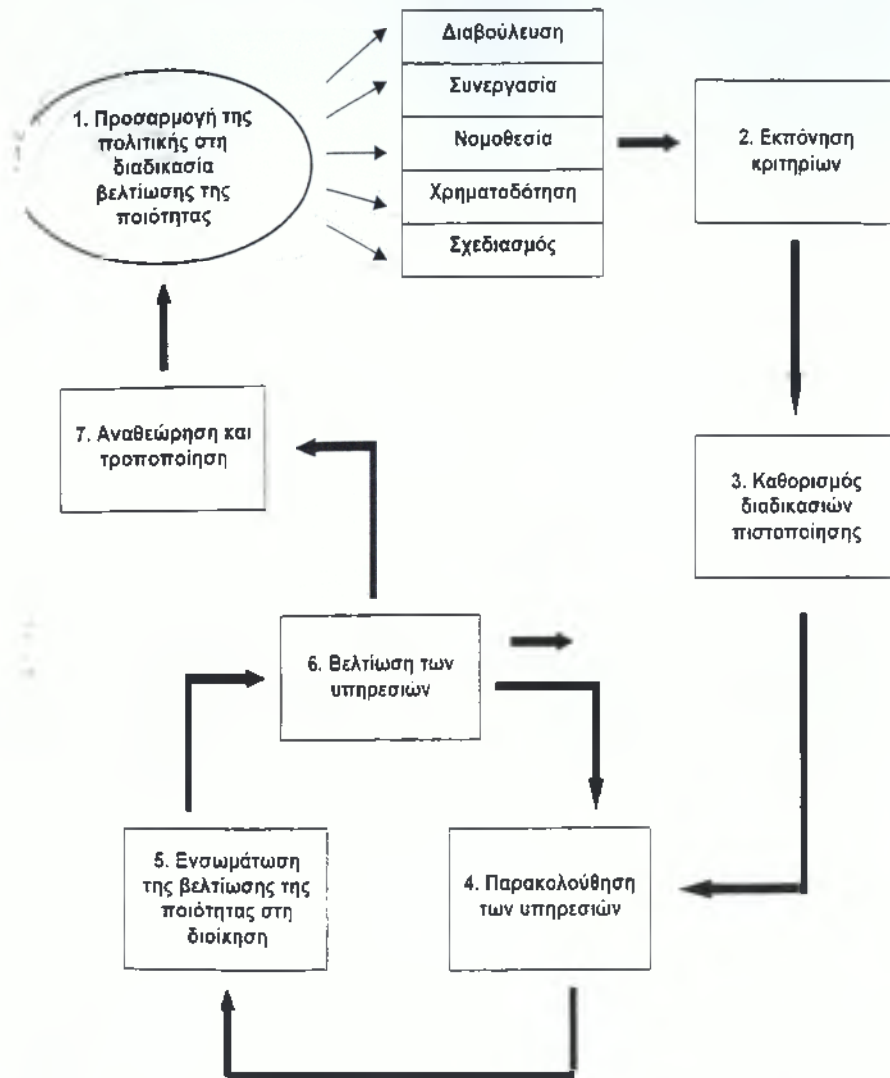 1. Προσαρμογή της
πολιτικής στη
διαδικασία
βελτίωσης της
ποιότητας
Διαβούλευση
Συνεργασία
Νομοθεσία
Χρηματοδότηση
Σχεδιασμός
2. Εκπόνηση
κριτηρίων
3. Καθορισμός
διαδικασιών
πιστοποίησης
7. Αναθεώρηση και
τροποποίηση
6. Βελτίωση των
υπηρεσιών
5. Ενσωμάτωση
της βελτίωσης της
ποιότητας στη
διοίκηση
4. Παρακολούθηση
των υπηρεσιών